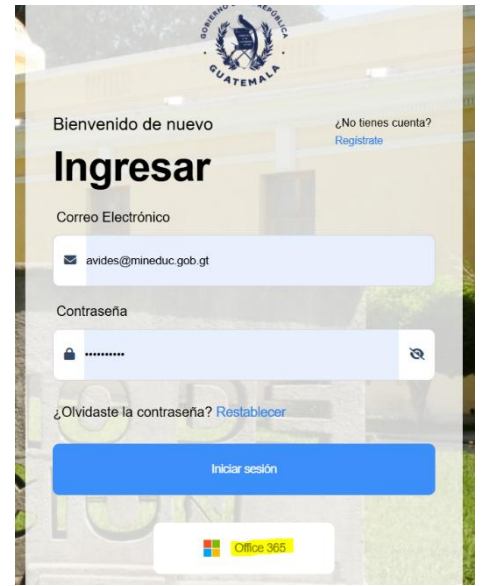 GOBIERNO DE LA REPÚBLICA
GUATEMALA
Bienvenido de nuevo
¿No tienes cuenta?
Regístrate
Ingresar
Correo Electrónico
avides@mineduc.gob.gt
Contraseña
¿Olvidaste la contraseña? Restablecer
Iniciar sesión
Office 365